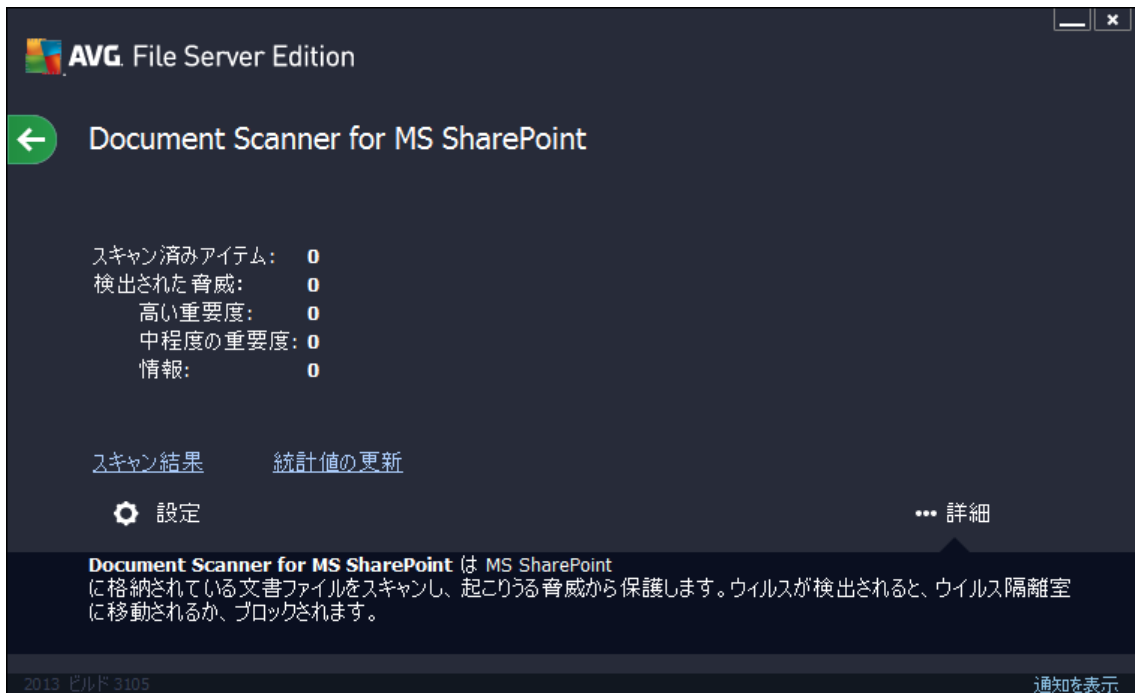 AVG. File Server Edition
Document Scanner for MS SharePoint
スキャン済みアイテム: 0
検出された脅威: 0
高い重要度: 0
中程度の重要度: 0
情報: 0
スキャン結果 統計値の更新
設定 ••• 詳細
Document Scanner for MS SharePoint は MS SharePoint
に格納されている文書ファイルをスキャンし、起こりうる脅威から保護します。ウィルスが検出されると、ウイルス隔離室
に移動されるか、ブロックされます。
2013 ビルド 3105 通知を表示